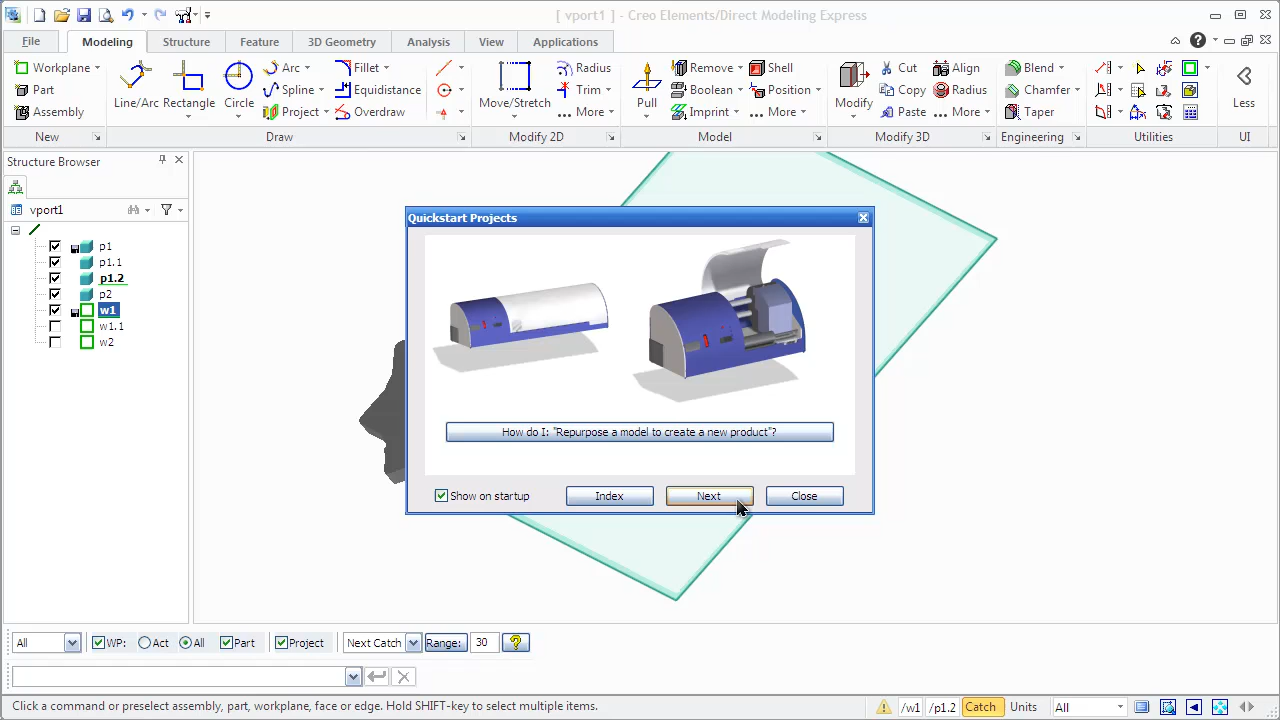 [ vport1 ] - Creo Elements/Direct Modeling Express
File Modeling Structure Feature 3D Geometry Analysis View Applications
Workplane Arc Fillet Radius Remove Shell Cut Align Blend
Part Line/Arc Rectangle Circle Spline Equidistance Move/Stretch Trim Pull Boolean Position Modify Copy Radius Chamfer Less
Assembly Project Overdraw More Imprint More Paste More Taper
New Draw Modify 2D Model Modify 3D Engineering Utilities UI
Structure Browser
vport1
p1
p1.1
p1.2
p2
w1
w1.1
w2
Quickstart Projects
How do I: "Repurpose a model to create a new product"?
Show on startup Index Next Close
All WP: Act All Part Project Next Catch Range: 30 ?
Click a command or preselect assembly, part, workplane, face or edge. Hold SHIFT-key to select multiple items. /w1 /p1.2 Catch Units All